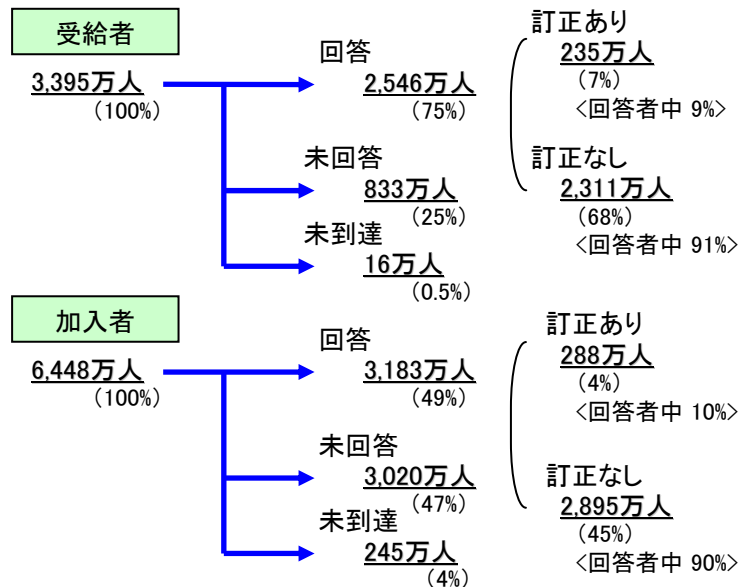 受給者
3,395万人
(100%)
回答
2,546万人
(75%)
訂正あり
235万人
(7%)
<回答者中 9%>
訂正なし
2,311万人
(68%)
<回答者中 91%>
未回答
833万人
(25%)
未到達
16万人
(0.5%)
加入者
6,448万人
(100%)
回答
3,183万人
(49%)
訂正あり
288万人
(4%)
<回答者中 10%>
訂正なし
2,895万人
(45%)
<回答者中 90%>
未回答
3,020万人
(47%)
未到達
245万人
(4%)